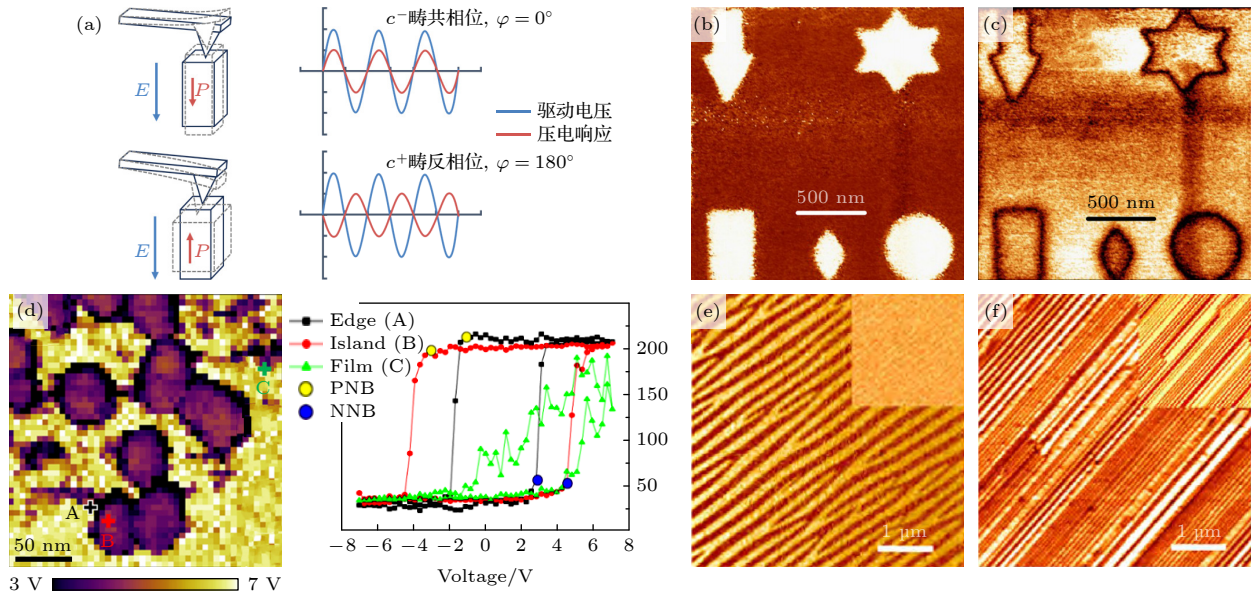 (a)
c⁻畴共相位, φ = 0°
E
P
驱动电压
压电响应
c⁺畴反相位, φ = 180°
E
P
(b)
500 nm
(c)
500 nm
(d)
A
B
C
50 nm
3 V
7 V
Edge (A)
Island (B)
Film (C)
PNB
NNB
200
150
100
50
−8 −6 −4 −2 0 2 4 6 8
Voltage/V
(e)
1 μm
(f)
1 μm